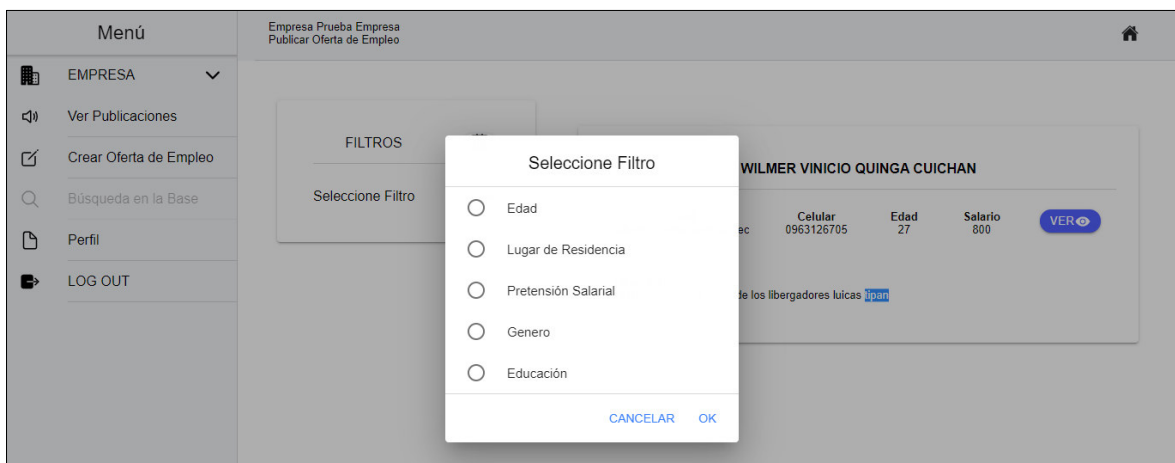 Menú
EMPRESA
Ver Publicaciones
Crear Oferta de Empleo
Búsqueda en la Base
Perfil
LOG OUT
Empresa Prueba Empresa
Publicar Oferta de Empleo
FILTROS
Seleccione Filtro
Seleccione Filtro
Edad
Lugar de Residencia
Pretensión Salarial
Genero
Educación
CANCELAR OK
WILMER VINICIO QUINGA CUICHAN
Celular Edad Salario
ec 0963126705 27 800
VER
de los libergadores luicas tipan